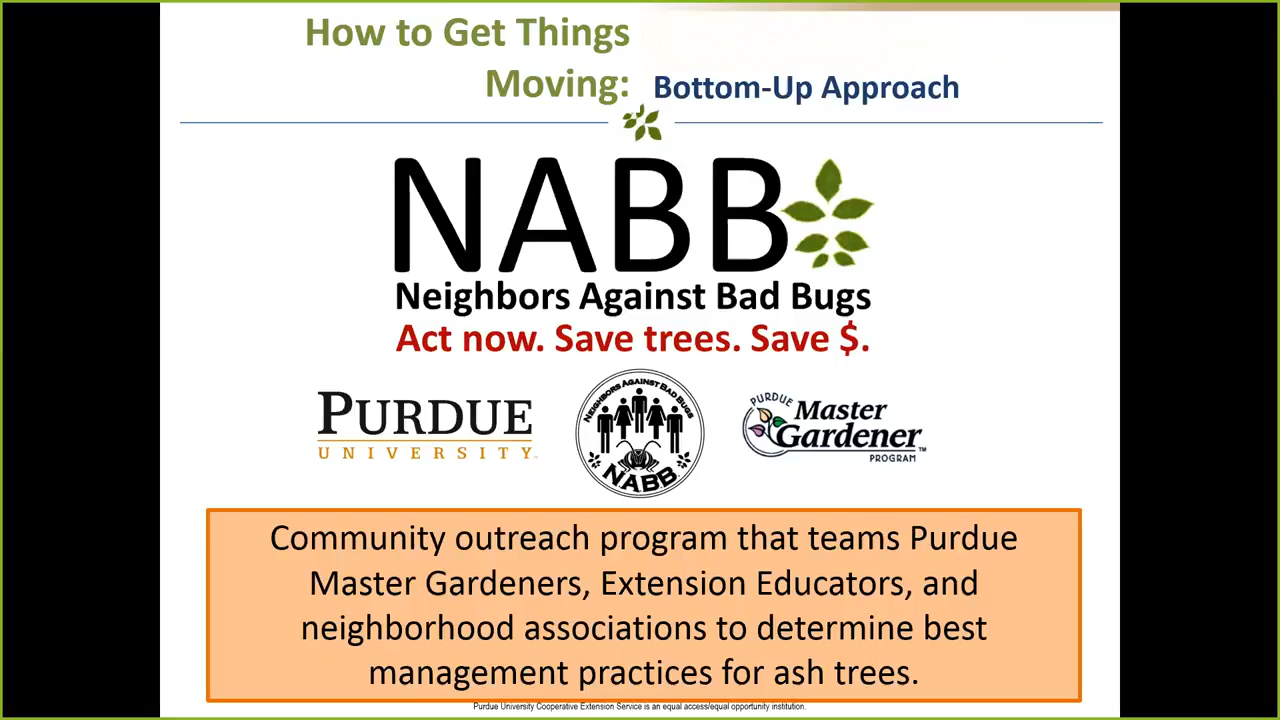 How to Get Things
Moving: Bottom-Up Approach
NABB
Neighbors Against Bad Bugs
Act now. Save trees. Save $.
PURDUE
UNIVERSITY
NEIGHBORS AGAINST BAD BUGS
N.A.B.B.
PURDUE
Master
Gardener™
PROGRAM
Community outreach program that teams Purdue
Master Gardeners, Extension Educators, and
neighborhood associations to determine best
management practices for ash trees.
Purdue University Cooperative Extension Service is an equal access/equal opportunity institution.